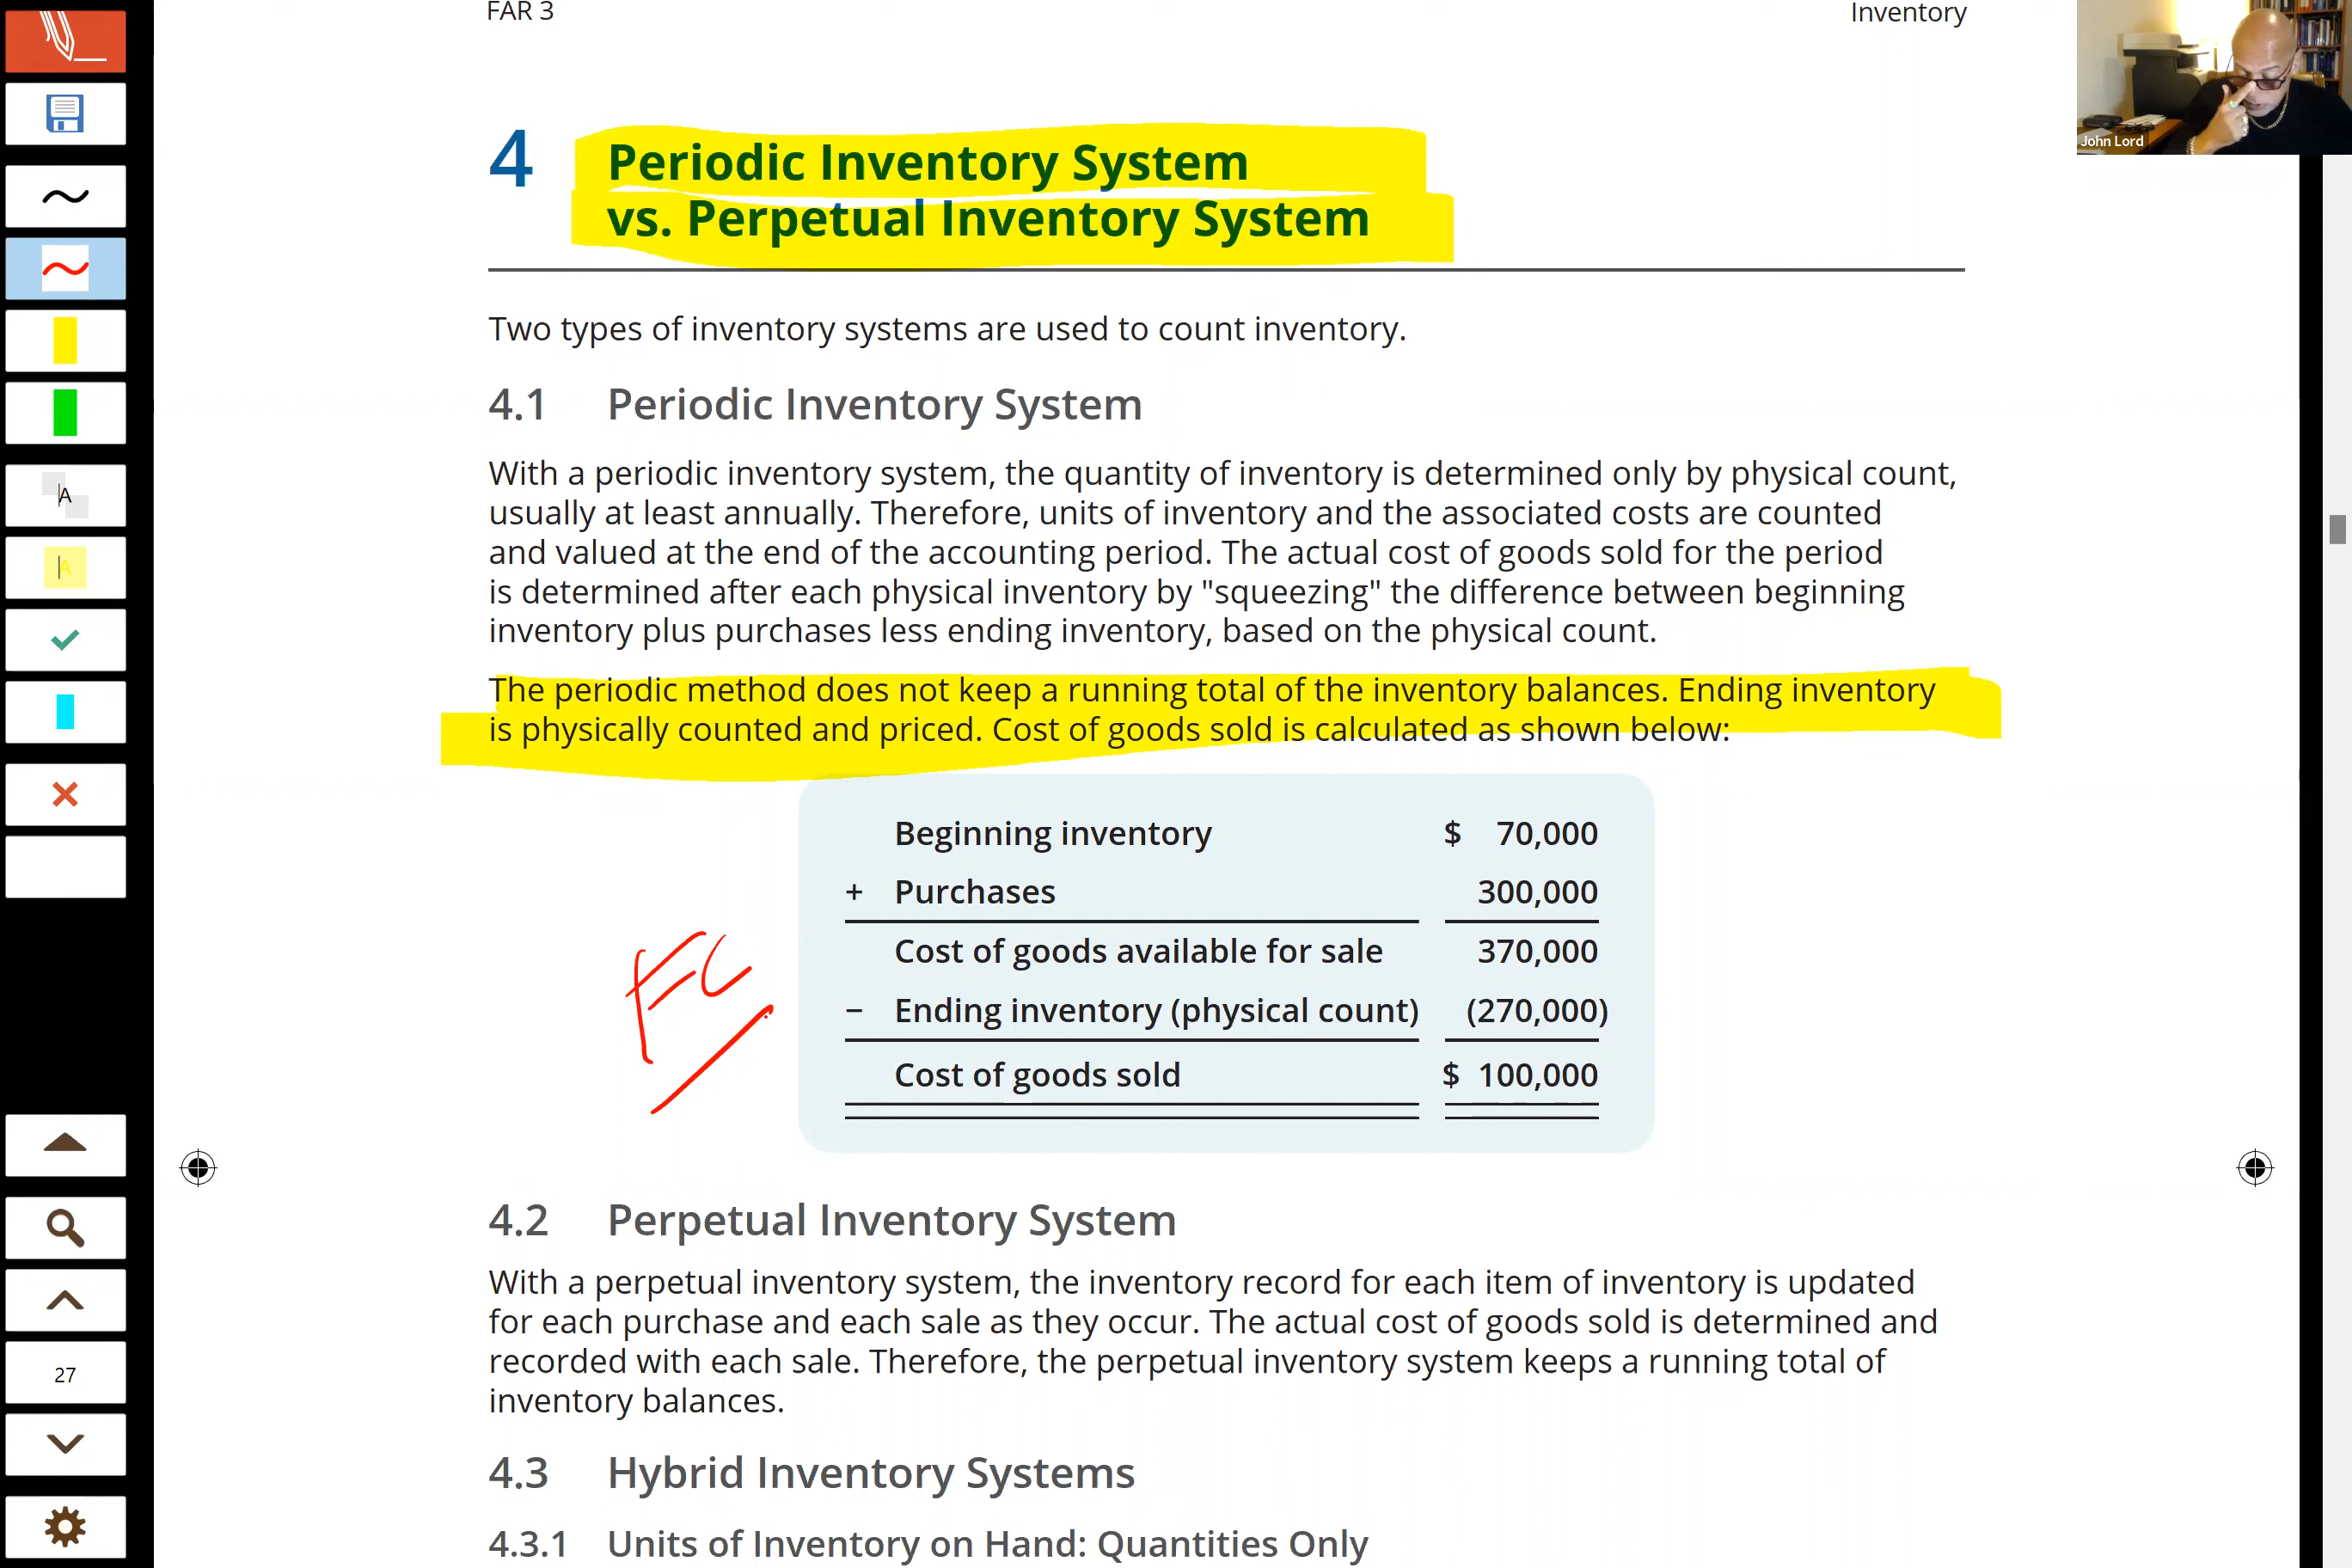 FAR 3
Inventory
John Lord
4 Periodic Inventory System
vs. Perpetual Inventory System
Two types of inventory systems are used to count inventory.
4.1 Periodic Inventory System
With a periodic inventory system, the quantity of inventory is determined only by physical count,
usually at least annually. Therefore, units of inventory and the associated costs are counted
and valued at the end of the accounting period. The actual cost of goods sold for the period
is determined after each physical inventory by "squeezing" the difference between beginning
inventory plus purchases less ending inventory, based on the physical count.
The periodic method does not keep a running total of the inventory balances. Ending inventory
is physically counted and priced. Cost of goods sold is calculated as shown below:
Beginning inventory $ 70,000
+ Purchases 300,000
Cost of goods available for sale 370,000
− Ending inventory (physical count) (270,000)
Cost of goods sold $ 100,000
FC
4.2 Perpetual Inventory System
With a perpetual inventory system, the inventory record for each item of inventory is updated
for each purchase and each sale as they occur. The actual cost of goods sold is determined and
recorded with each sale. Therefore, the perpetual inventory system keeps a running total of
inventory balances.
4.3 Hybrid Inventory Systems
4.3.1 Units of Inventory on Hand: Quantities Only
A
A
27